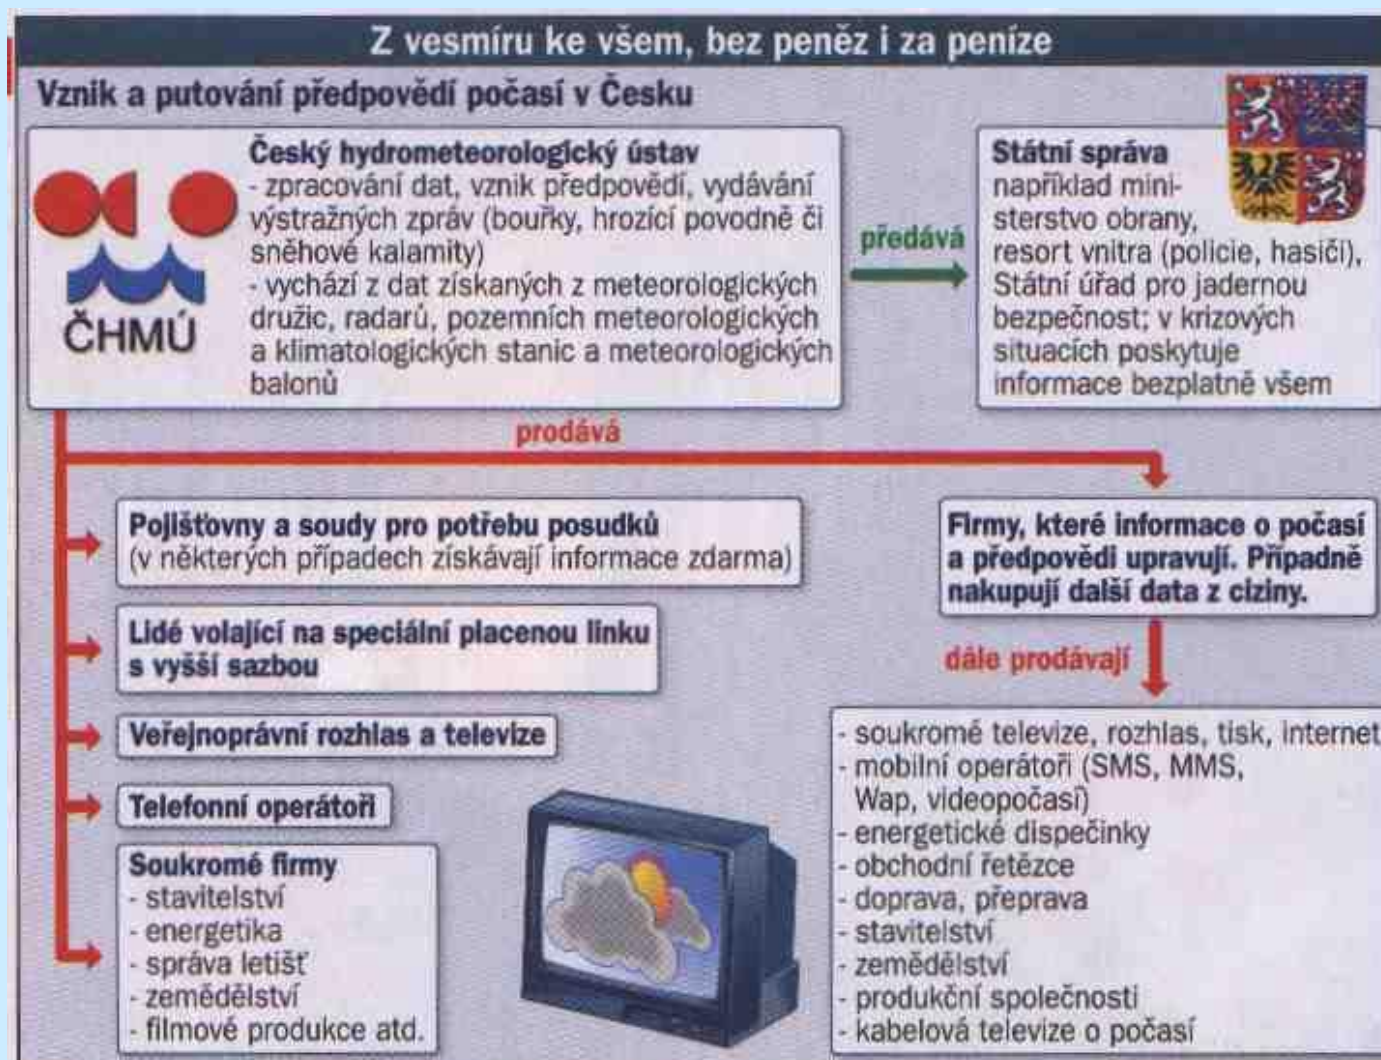 Z vesmíru ke všem, bez peněz i za peníze
Vznik a putování předpovědí počasí v Česku
ČHMÚ
Český hydrometeorologický ústav
- zpracování dat, vznik předpovědí, vydávání
výstražných zpráv (bouřky, hrozící povodně či
sněhové kalamity)
- vychází z dat získaných z meteorologických
družic, radarů, pozemních meteorologických
a klimatologických stanic a meteorologických
balonů
předává
Státní správa
například mini-
sterstvo obrany,
resort vnitra (policie, hasiči),
Státní úřad pro jadernou
bezpečnost; v krizových
situacích poskytuje
informace bezplatně všem
prodává
Pojišťovny a soudy pro potřebu posudků
(v některých případech získávají informace zdarma)
Lidé volající na speciální placenou linku
s vyšší sazbou
Veřejnoprávní rozhlas a televize
Telefonní operátoři
Soukromé firmy
- stavitelství
- energetika
- správa letišť
- zemědělství
- filmové produkce atd.
Firmy, které informace o počasí
a předpovědi upravují. Případně
nakupují další data z ciziny.
dále prodávají
- soukromé televize, rozhlas, tisk, internet
- mobilní operátoři (SMS, MMS,
Wap, videopočasí)
- energetické dispečinky
- obchodní řetězce
- doprava, přeprava
- stavitelství
- zemědělství
- produkční společnosti
- kabelová televize o počasí